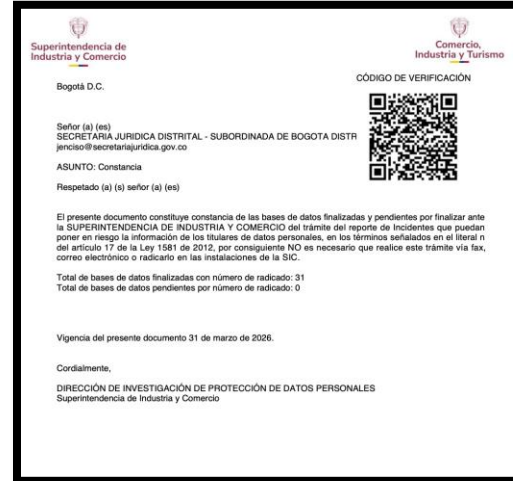 Superintendencia de
Industria y Comercio
Comercio,
Industria y Turismo
CÓDIGO DE VERIFICACIÓN
Bogotá D.C.
Señor (a) (es)
SECRETARIA JURIDICA DISTRITAL - SUBORDINADA DE BOGOTA DISTR
jenciso@secretariajuridica.gov.co
ASUNTO: Constancia
Respetado (a) (s) señor (a) (es)
El presente documento constituye constancia de las bases de datos finalizadas y pendientes por finalizar ante
la SUPERINTENDENCIA DE INDUSTRIA Y COMERCIO del trámite del reporte de Incidentes que puedan
poner en riesgo la información de los titulares de datos personales, en los términos señalados en el literal n
del artículo 17 de la Ley 1581 de 2012, por consiguiente NO es necesario que realice este trámite vía fax,
correo electrónico o radicarlo en las instalaciones de la SIC.
Total de bases de datos finalizadas con número de radicado: 31
Total de bases de datos pendientes por número de radicado: 0
Vigencia del presente documento 31 de marzo de 2026.
Cordialmente,
DIRECCIÓN DE INVESTIGACIÓN DE PROTECCIÓN DE DATOS PERSONALES
Superintendencia de Industria y Comercio